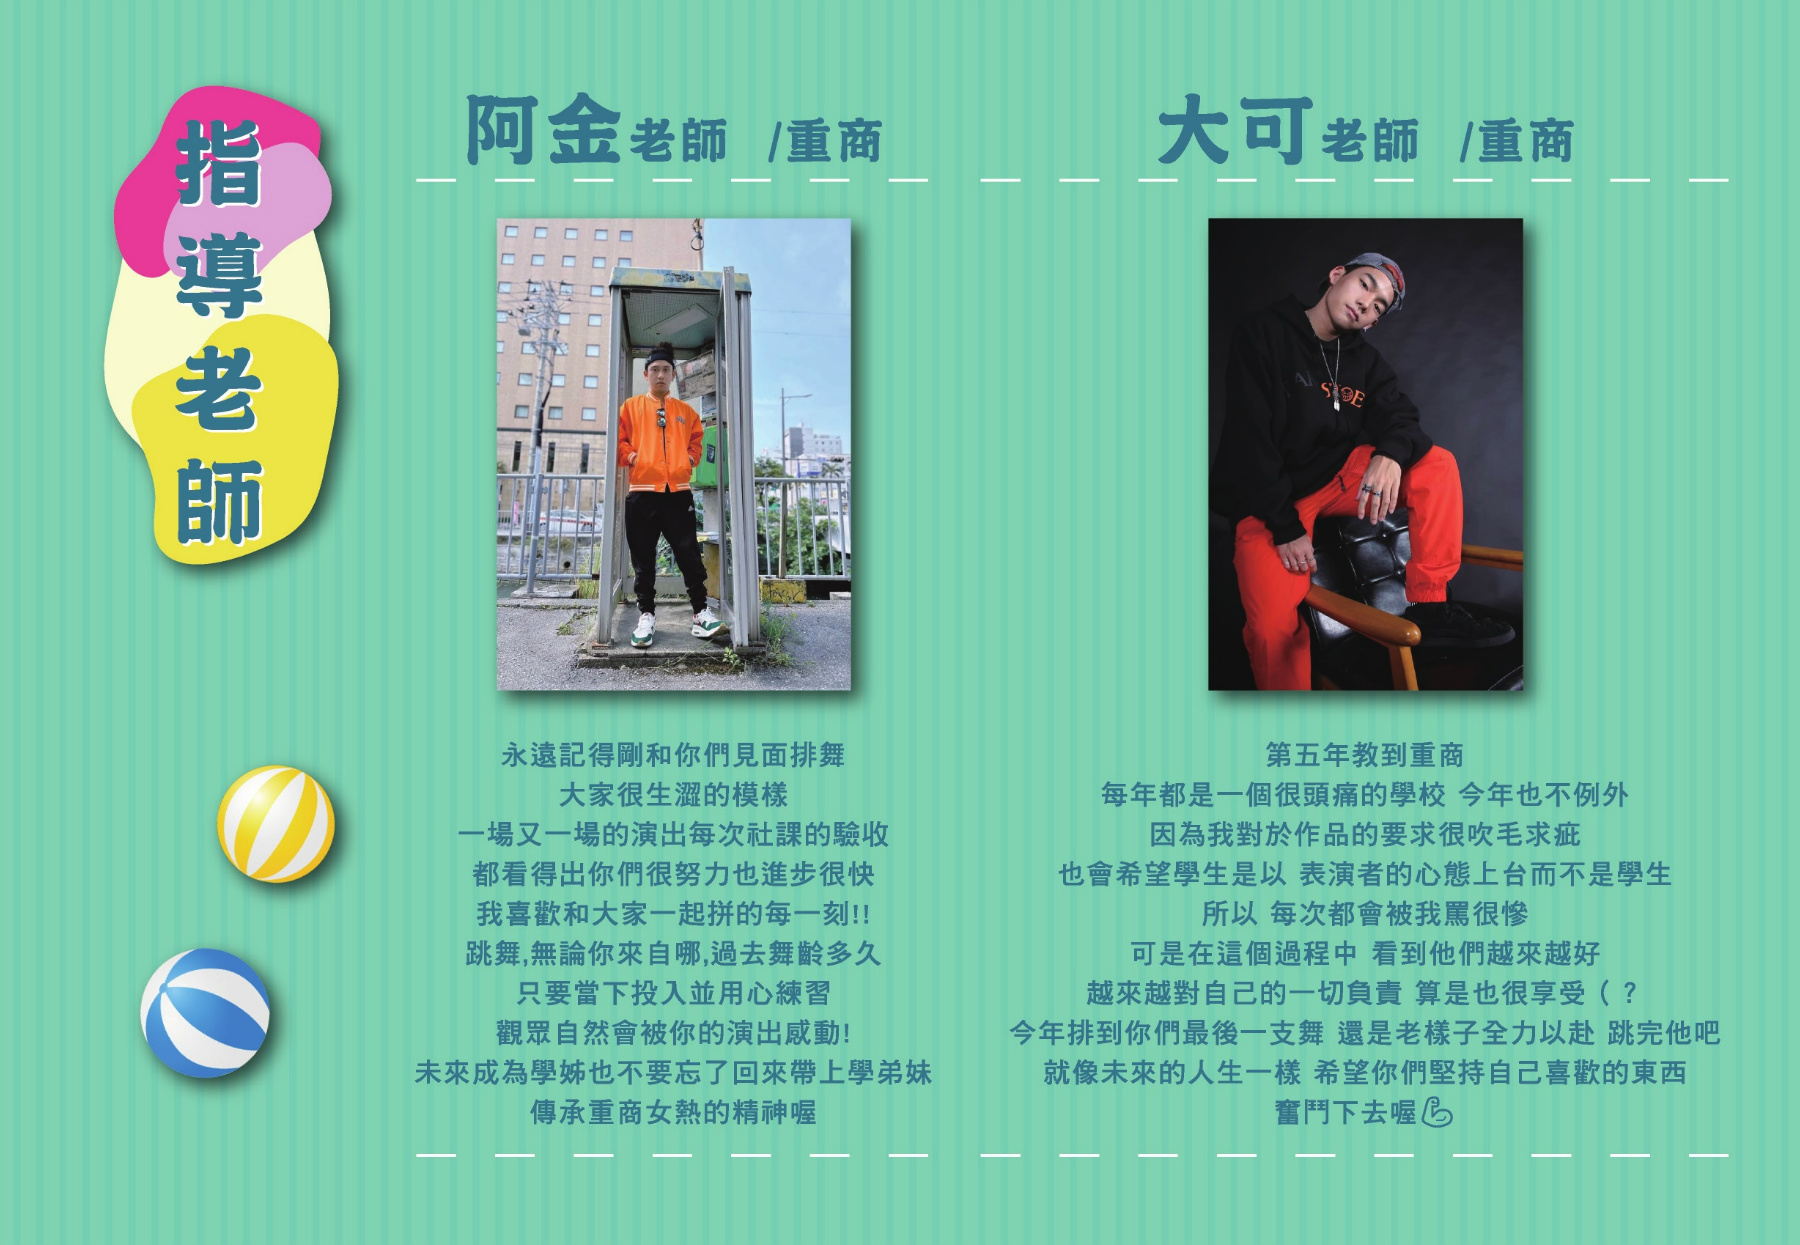 指導老師
阿金老師 /重商
永遠記得剛和你們見面排舞
大家很生澀的模樣
一場又一場的演出每次社課的驗收
都看得出你們很努力也進步很快
我喜歡和大家一起拼的每一刻!!
跳舞,無論你來自哪,過去舞齡多久
只要當下投入並用心練習
觀眾自然會被你的演出感動!
未來成為學姊也不要忘了回來帶上學弟妹
傳承重商女熱的精神喔
大可老師 /重商
第五年教到重商
每年都是一個很頭痛的學校 今年也不例外
因為我對於作品的要求很吹毛求疵
也會希望學生是以 表演者的心態上台而不是學生
所以 每次都會被我罵很慘
可是在這個過程中 看到他們越來越好
越來越對自己的一切負責 算是也很享受（？
今年排到你們最後一支舞 還是老樣子全力以赴 跳完他吧
就像未來的人生一樣 希望你們堅持自己喜歡的東西
奮鬥下去喔💪